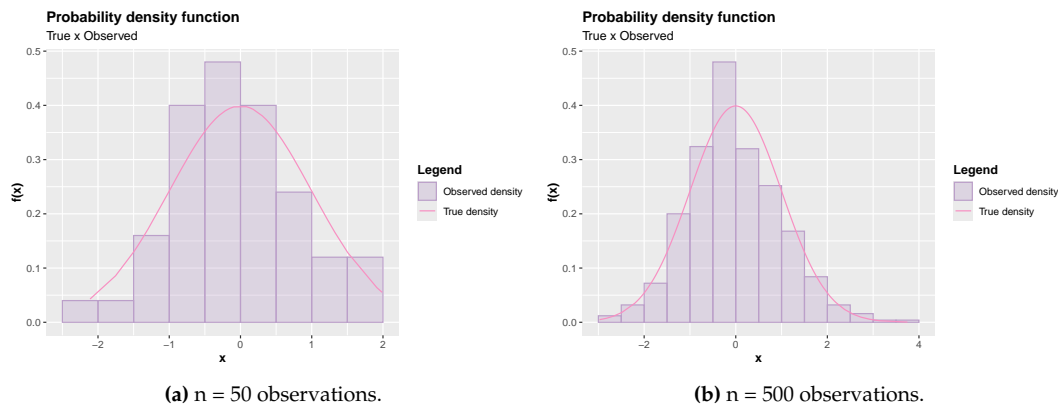 Probability density function
True x Observed
0.5
0.4
0.3
0.2
0.1
0.0
f(x)
−2
−1
0
1
2
x
Legend
Observed density
True density
(a) n = 50 observations.
Probability density function
True x Observed
0.5
0.4
0.3
0.2
0.1
0.0
f(x)
−2
0
2
4
x
Legend
Observed density
True density
(b) n = 500 observations.